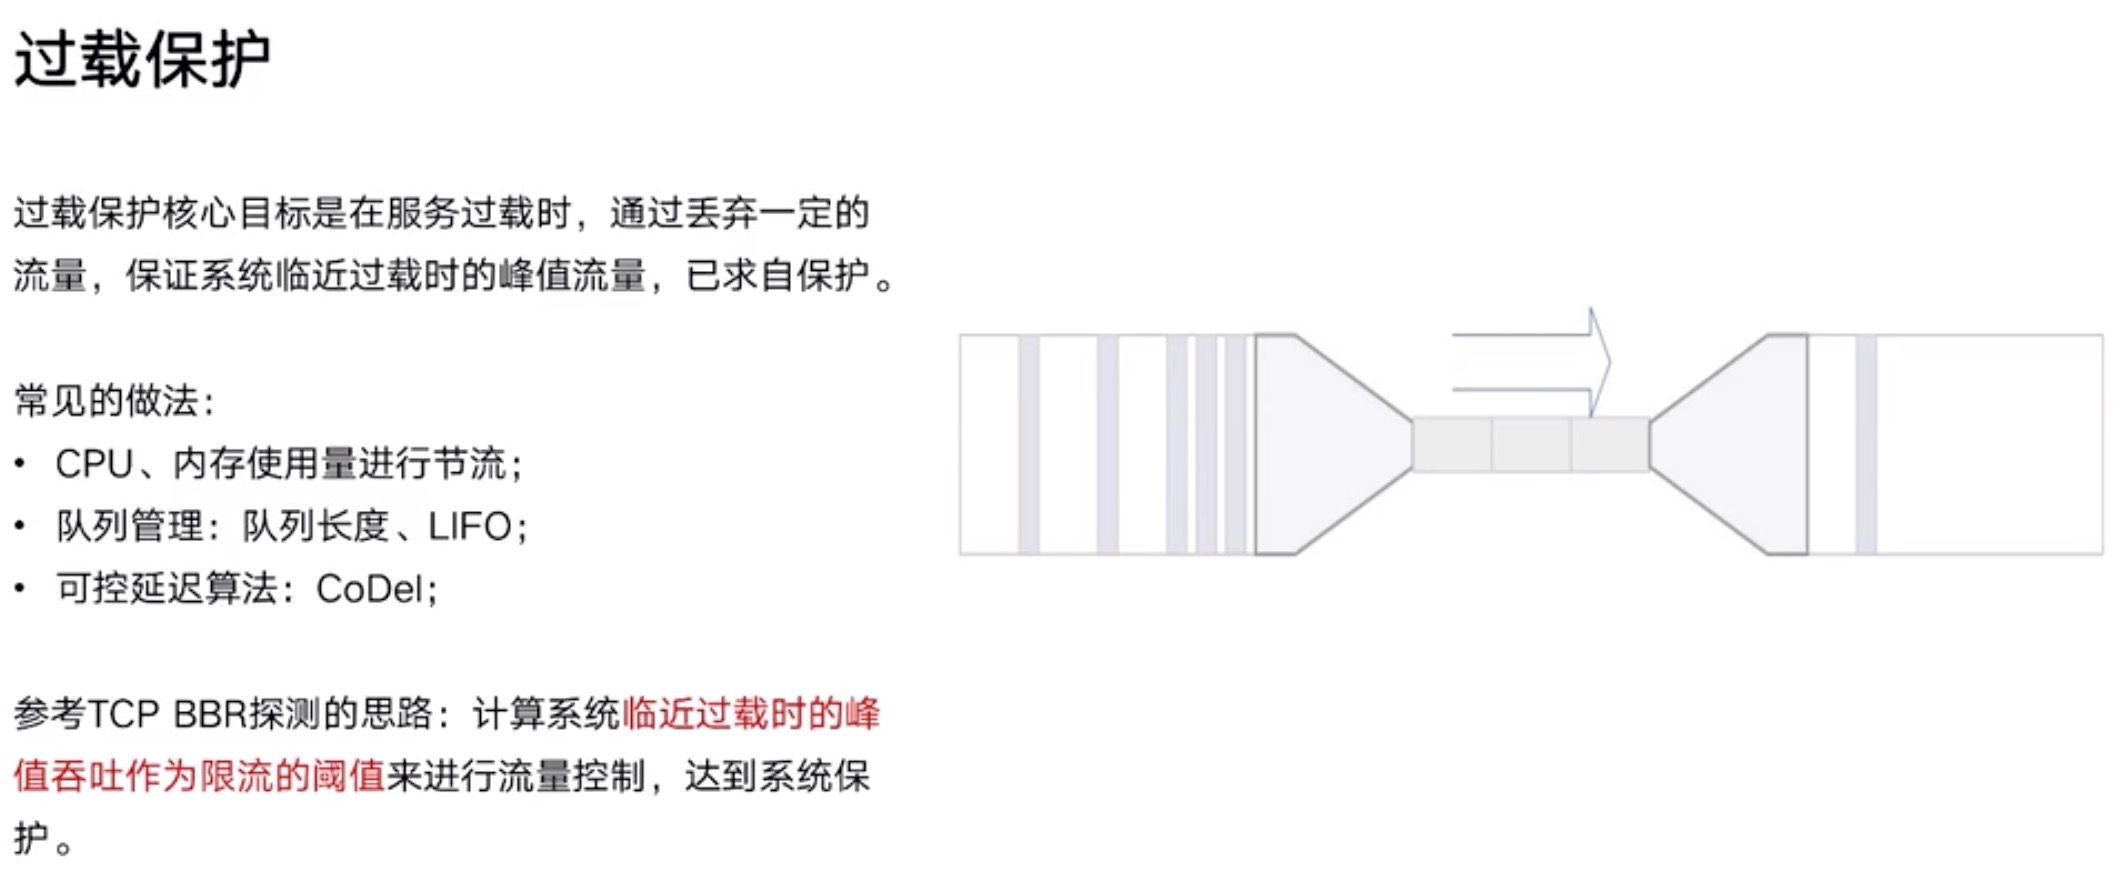 过载保护
过载保护核心目标是在服务过载时，通过丢弃一定的
流量，保证系统临近过载时的峰值流量，已求自保护。
常见的做法：
• CPU、内存使用量进行节流；
• 队列管理：队列长度、LIFO；
• 可控延迟算法：CoDel；
参考TCP BBR探测的思路：计算系统临近过载时的峰
值吞吐作为限流的阈值来进行流量控制，达到系统保
护。